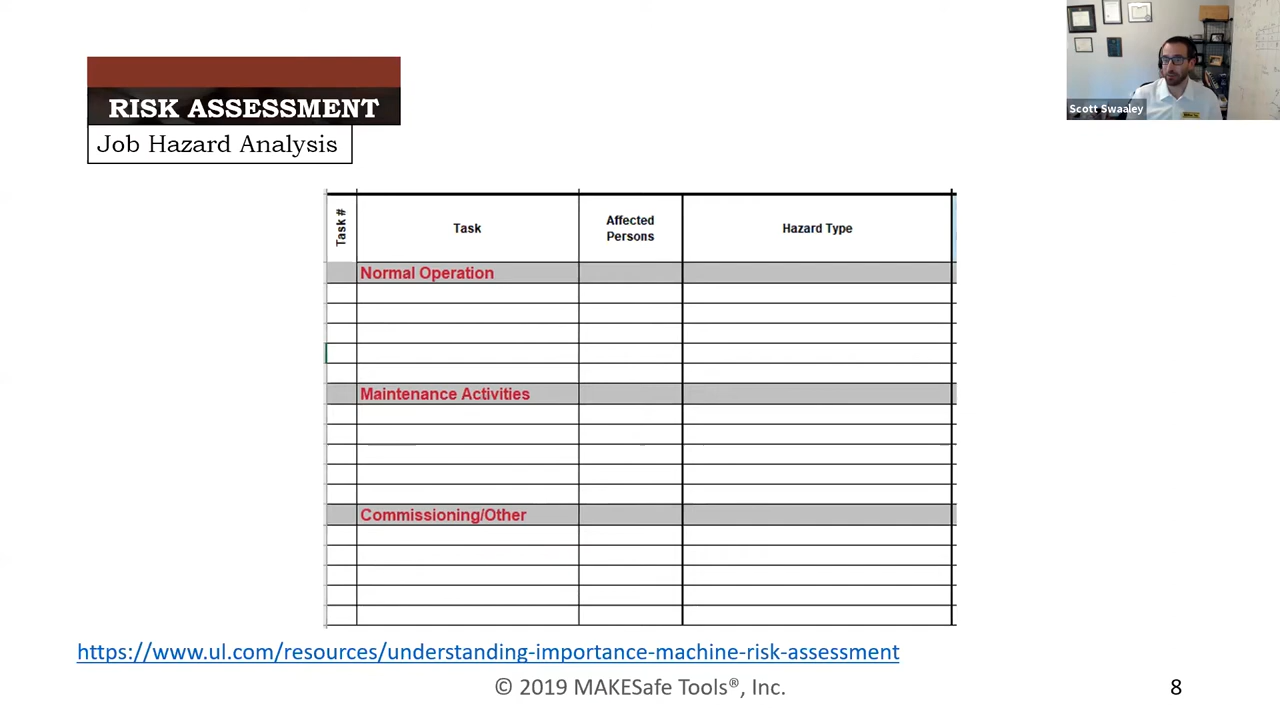 Scott Swaaley
RISK ASSESSMENT
Job Hazard Analysis
Task #
Task
Affected
Persons
Hazard Type
Normal Operation
Maintenance Activities
Commissioning/Other
https://www.ul.com/resources/understanding-importance-machine-risk-assessment
© 2019 MAKESafe Tools®, Inc.
8